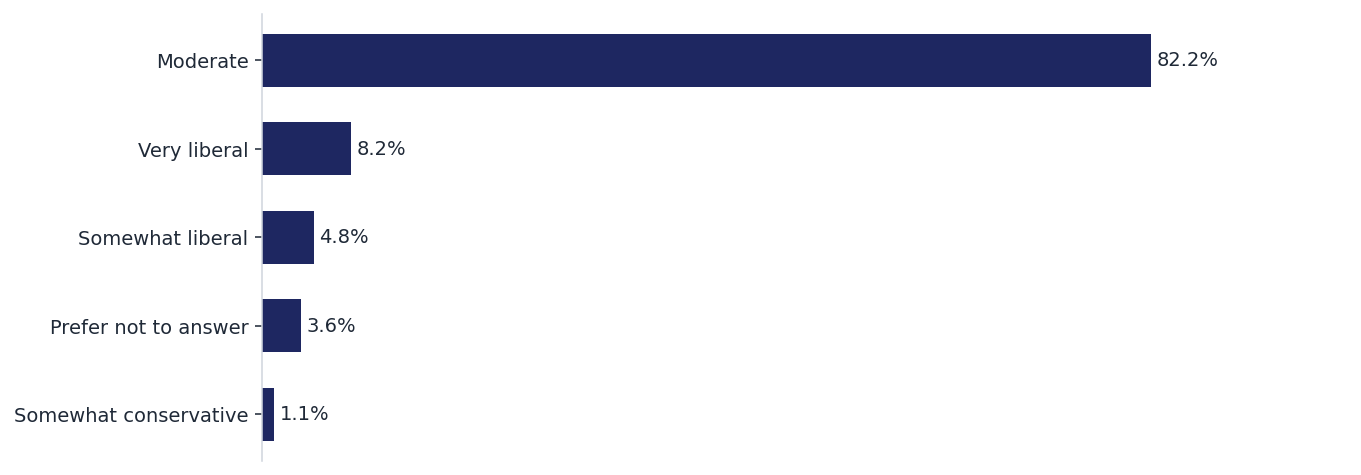 Moderate 82.2%
Very liberal 8.2%
Somewhat liberal 4.8%
Prefer not to answer 3.6%
Somewhat conservative 1.1%